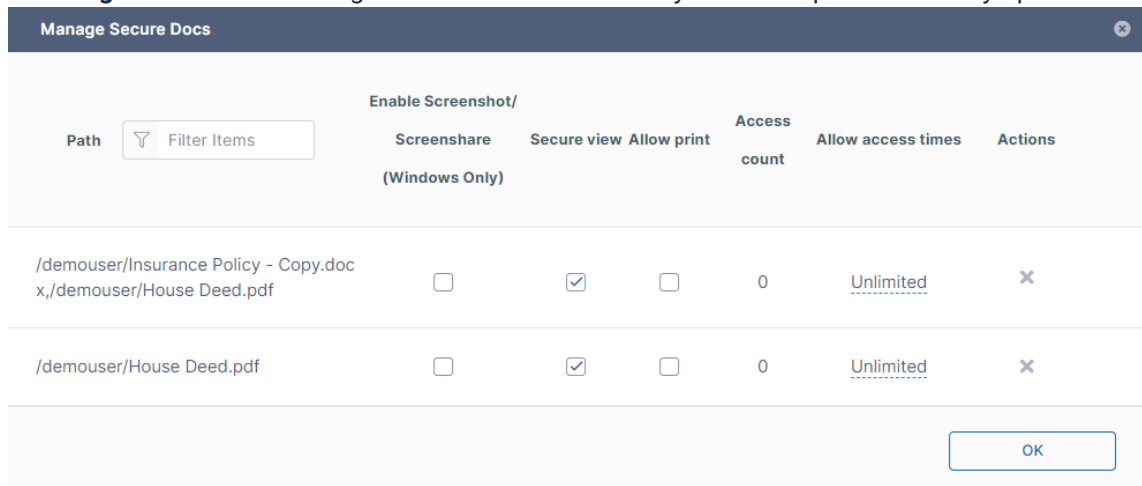 Manage Secure Docs
Enable Screenshot/
Screenshare
(Windows Only)
Path
Filter Items
Secure view
Allow print
Access
count
Allow access times
Actions
/demouser/Insurance Policy - Copy.doc
x,/demouser/House Deed.pdf
0
Unlimited
/demouser/House Deed.pdf
0
Unlimited
OK